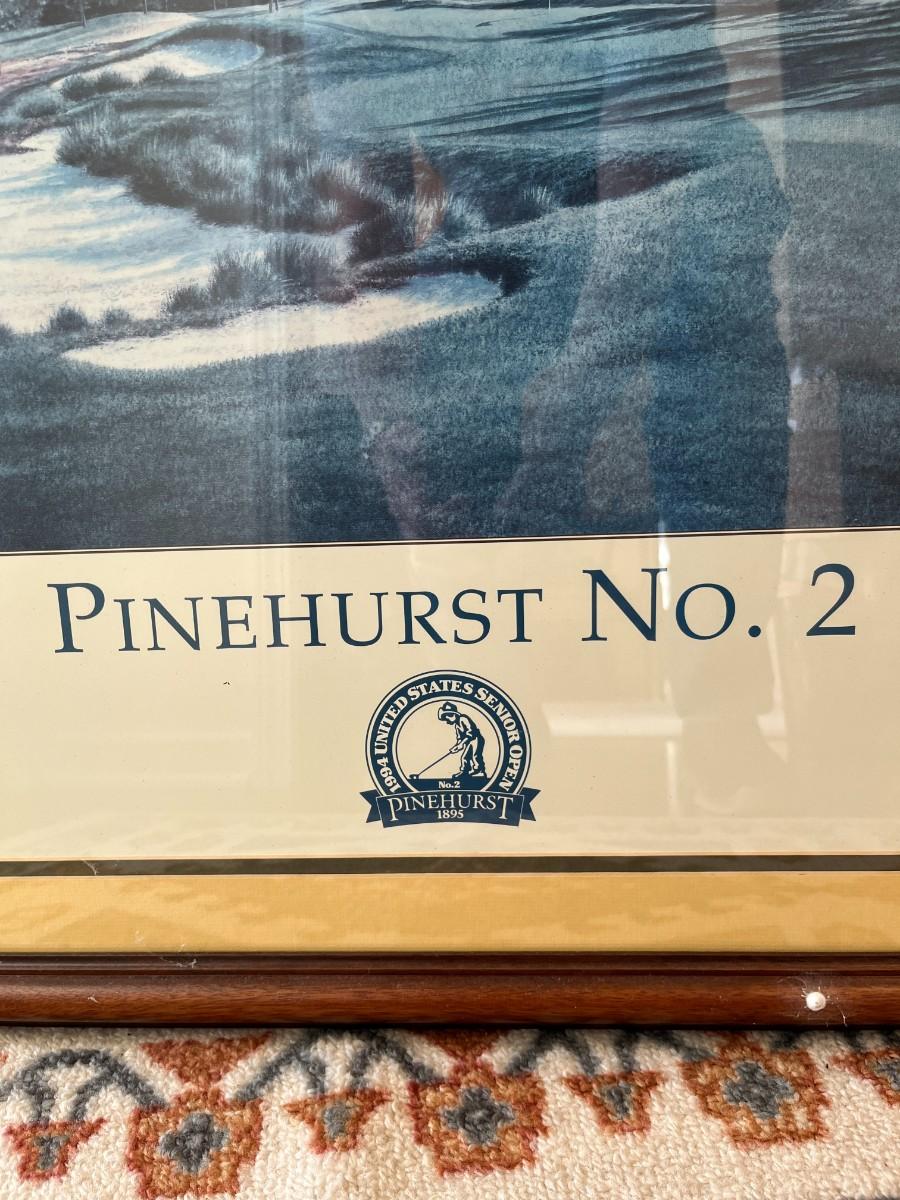 PINEHURST NO. 2
1994 UNITED STATES SENIOR OPEN
No.2
PINEHURST
1895